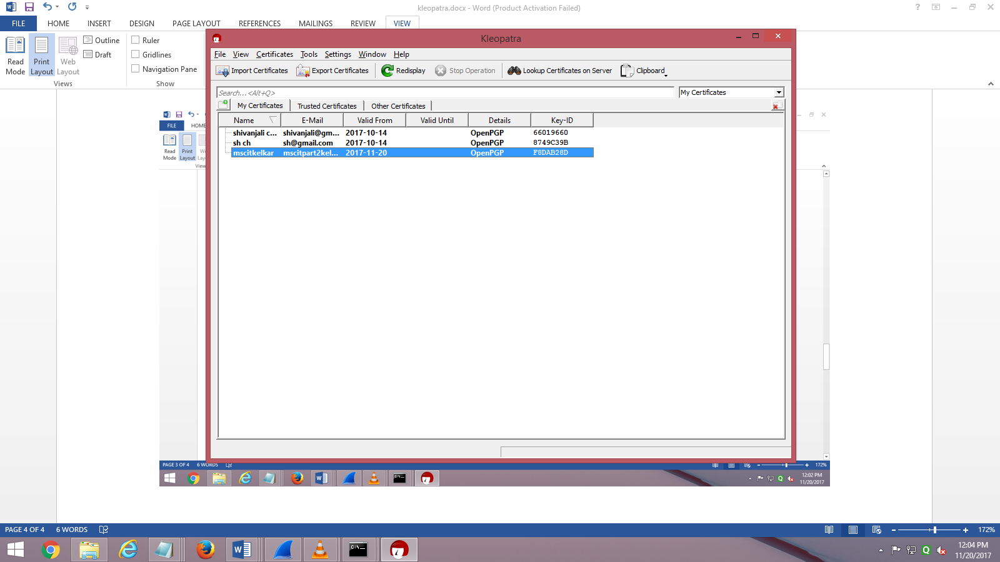 kleopatra.docx - Word (Product Activation Failed)
FILE HOME INSERT DESIGN PAGE LAYOUT REFERENCES MAILINGS REVIEW VIEW
Read Mode
Print Layout
Web Layout
Outline
Draft
Views
Ruler
Gridlines
Navigation Pane
Show
Kleopatra
File View Certificates Tools Settings Window Help
Import Certificates Export Certificates Redisplay Stop Operation Lookup Certificates on Server Clipboard
Search...<Alt+Q> My Certificates
My Certificates Trusted Certificates Other Certificates
Name E-Mail Valid From Valid Until Details Key-ID
shivanjali c... shivanjali@gm... 2017-10-14 OpenPGP 66019660
sh ch sh@gmail.com 2017-10-14 OpenPGP 8749C39B
mscitkelkar mscitpart2kel... 2017-11-20 OpenPGP F8DAB28D
FILE HOME
Read Mode
Print Layout
PAGE 3 OF 4 6 WORDS 172%
12:02 PM
11/20/2017
PAGE 4 OF 4 6 WORDS 172%
12:04 PM
11/20/2017